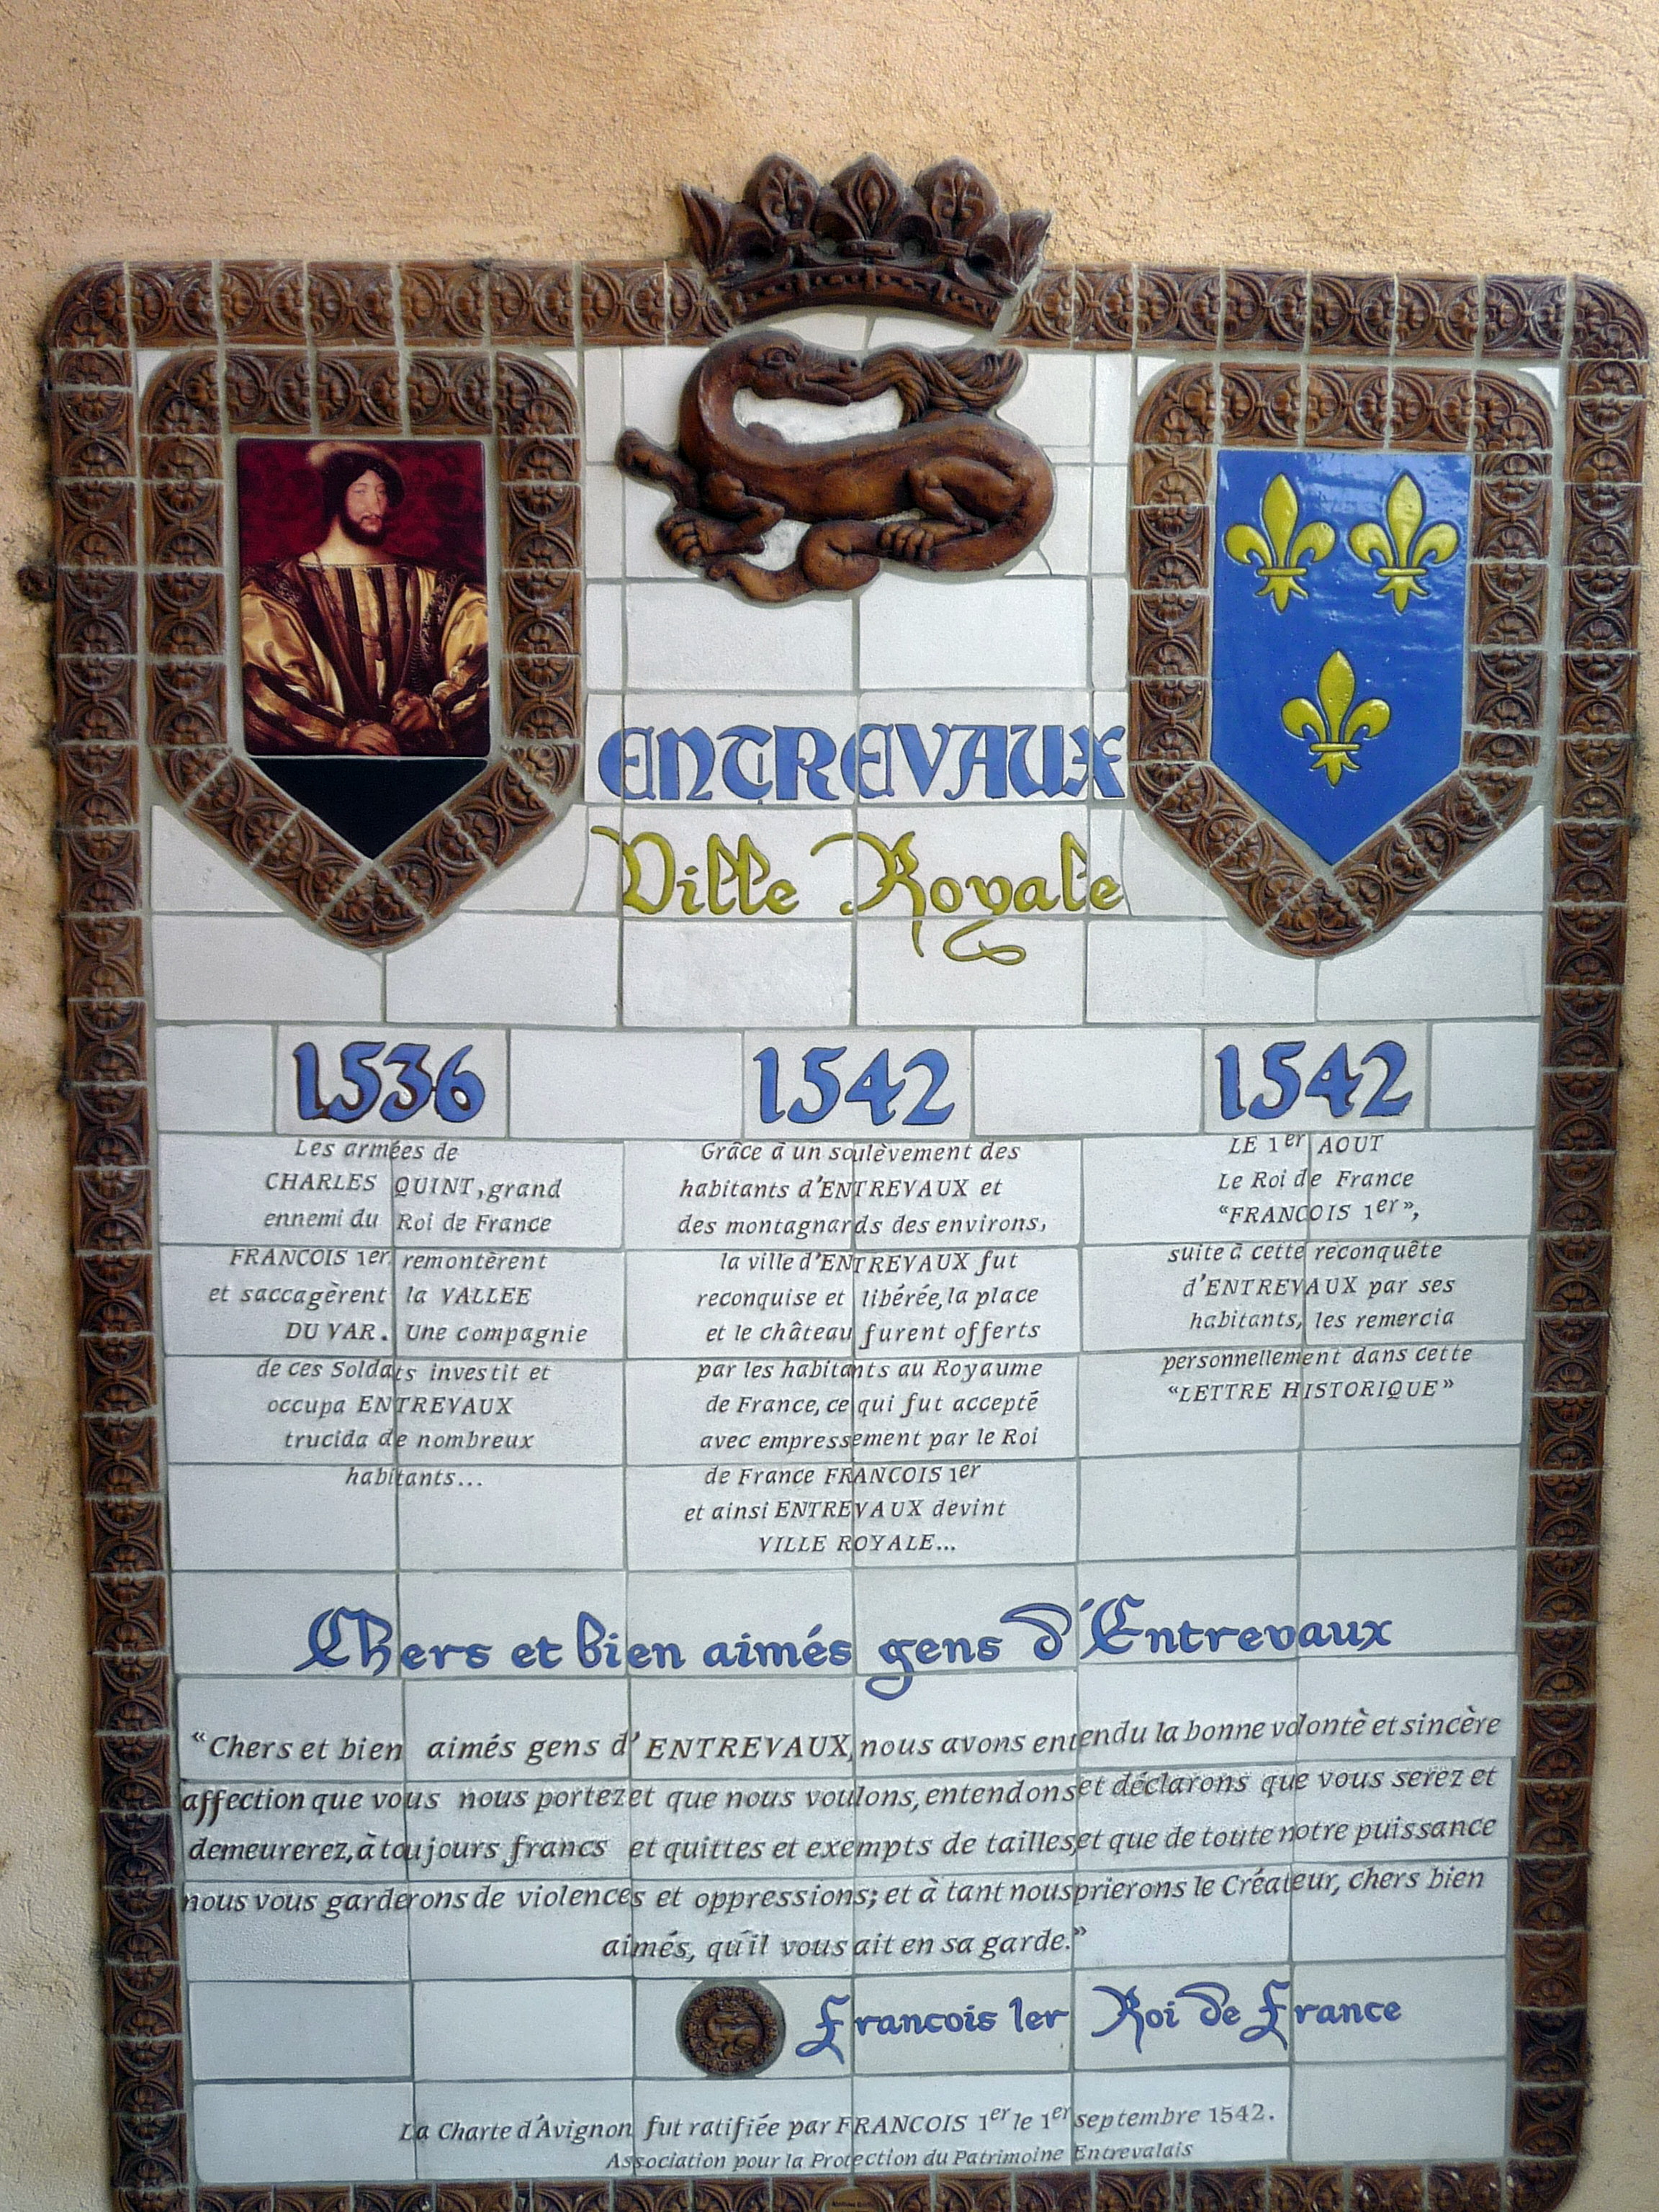 ENTREVAUX
Ville Royale
1536
Les armées de
CHARLES QUINT, grand
ennemi du Roi de France
FRANCOIS 1er remontèrent
et saccagèrent la VALLEE
DU VAR. Une compagnie
de ces Soldats investit et
occupa ENTREVAUX
trucida de nombreux
habitants...
1542
Grâce à un soulèvement des
habitants d'ENTREVAUX et
des montagnards des environs,
la ville d'ENTREVAUX fut
reconquise et libérée, la place
et le château furent offerts
par les habitants au Royaume
de France, ce qui fut accepté
avec empressement par le Roi
de France FRANCOIS 1er
et ainsi ENTREVAUX devint
VILLE ROYALE...
1542
LE 1er AOUT
Le Roi de France
“FRANCOIS 1er”,
suite à cette reconquête
d'ENTREVAUX par ses
habitants, les remercia
personnellement dans cette
“LETTRE HISTORIQUE”
Chers et bien aimés gens d'Entrevaux
“Chers et bien aimés gens d'ENTREVAUX, nous avons entendu la bonne volontè et sincère
affection que vous nous portez et que nous voulons, entendons et déclarons que vous serez et
demeurerez, à toujours francs et quittes et exempts de tailles, et que de toute notre puissance
nous vous garderons de violences et oppressions; et à tant nous prierons le Créateur, chers bien
aimés, qu'il vous ait en sa garde.”
Francois 1er Roi de France
La Charte d'Avignon fut ratifiée par FRANCOIS 1er le 1er septembre 1542.
Association pour la Protection du Patrimoine Entrevalais